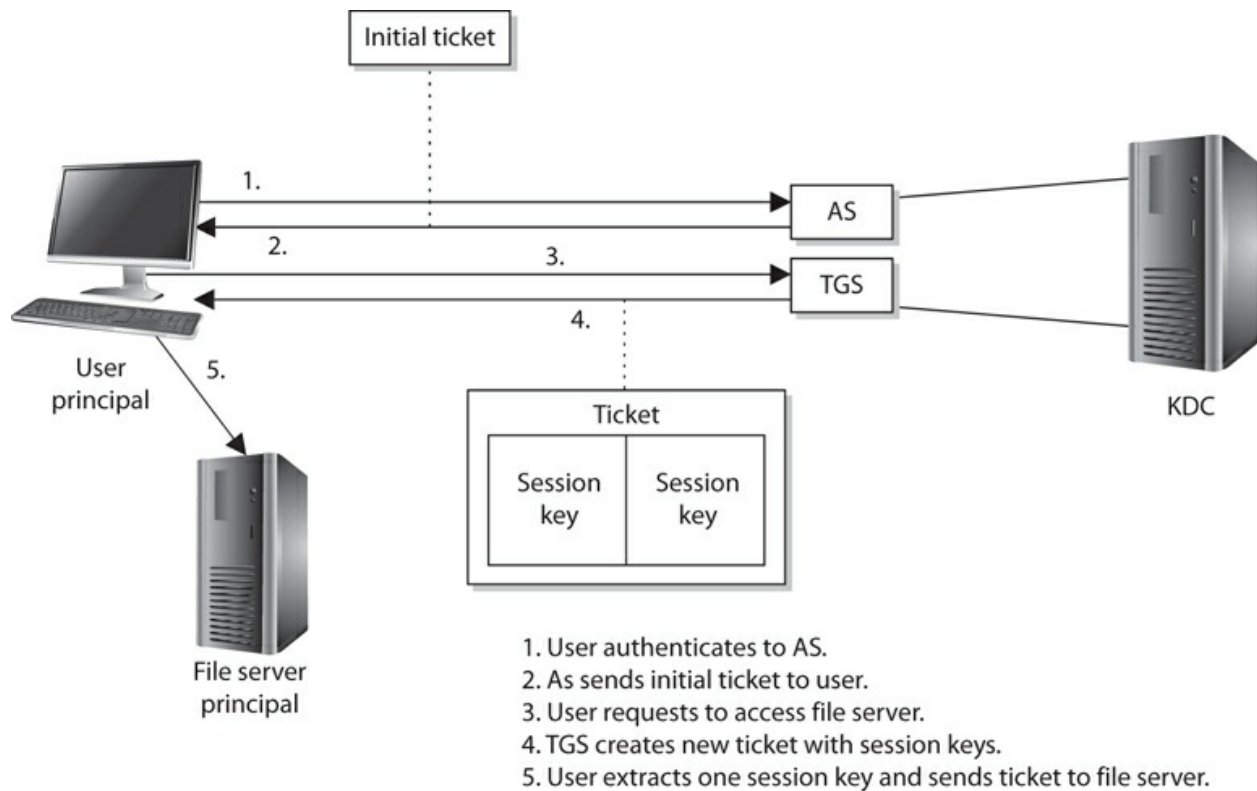 Initial ticket
1.
AS
2.
3.
TGS
4.
User
principal
5.
KDC
Ticket
Session
key
Session
key
File server
principal
1. User authenticates to AS.
2. As sends initial ticket to user.
3. User requests to access file server.
4. TGS creates new ticket with session keys.
5. User extracts one session key and sends ticket to file server.